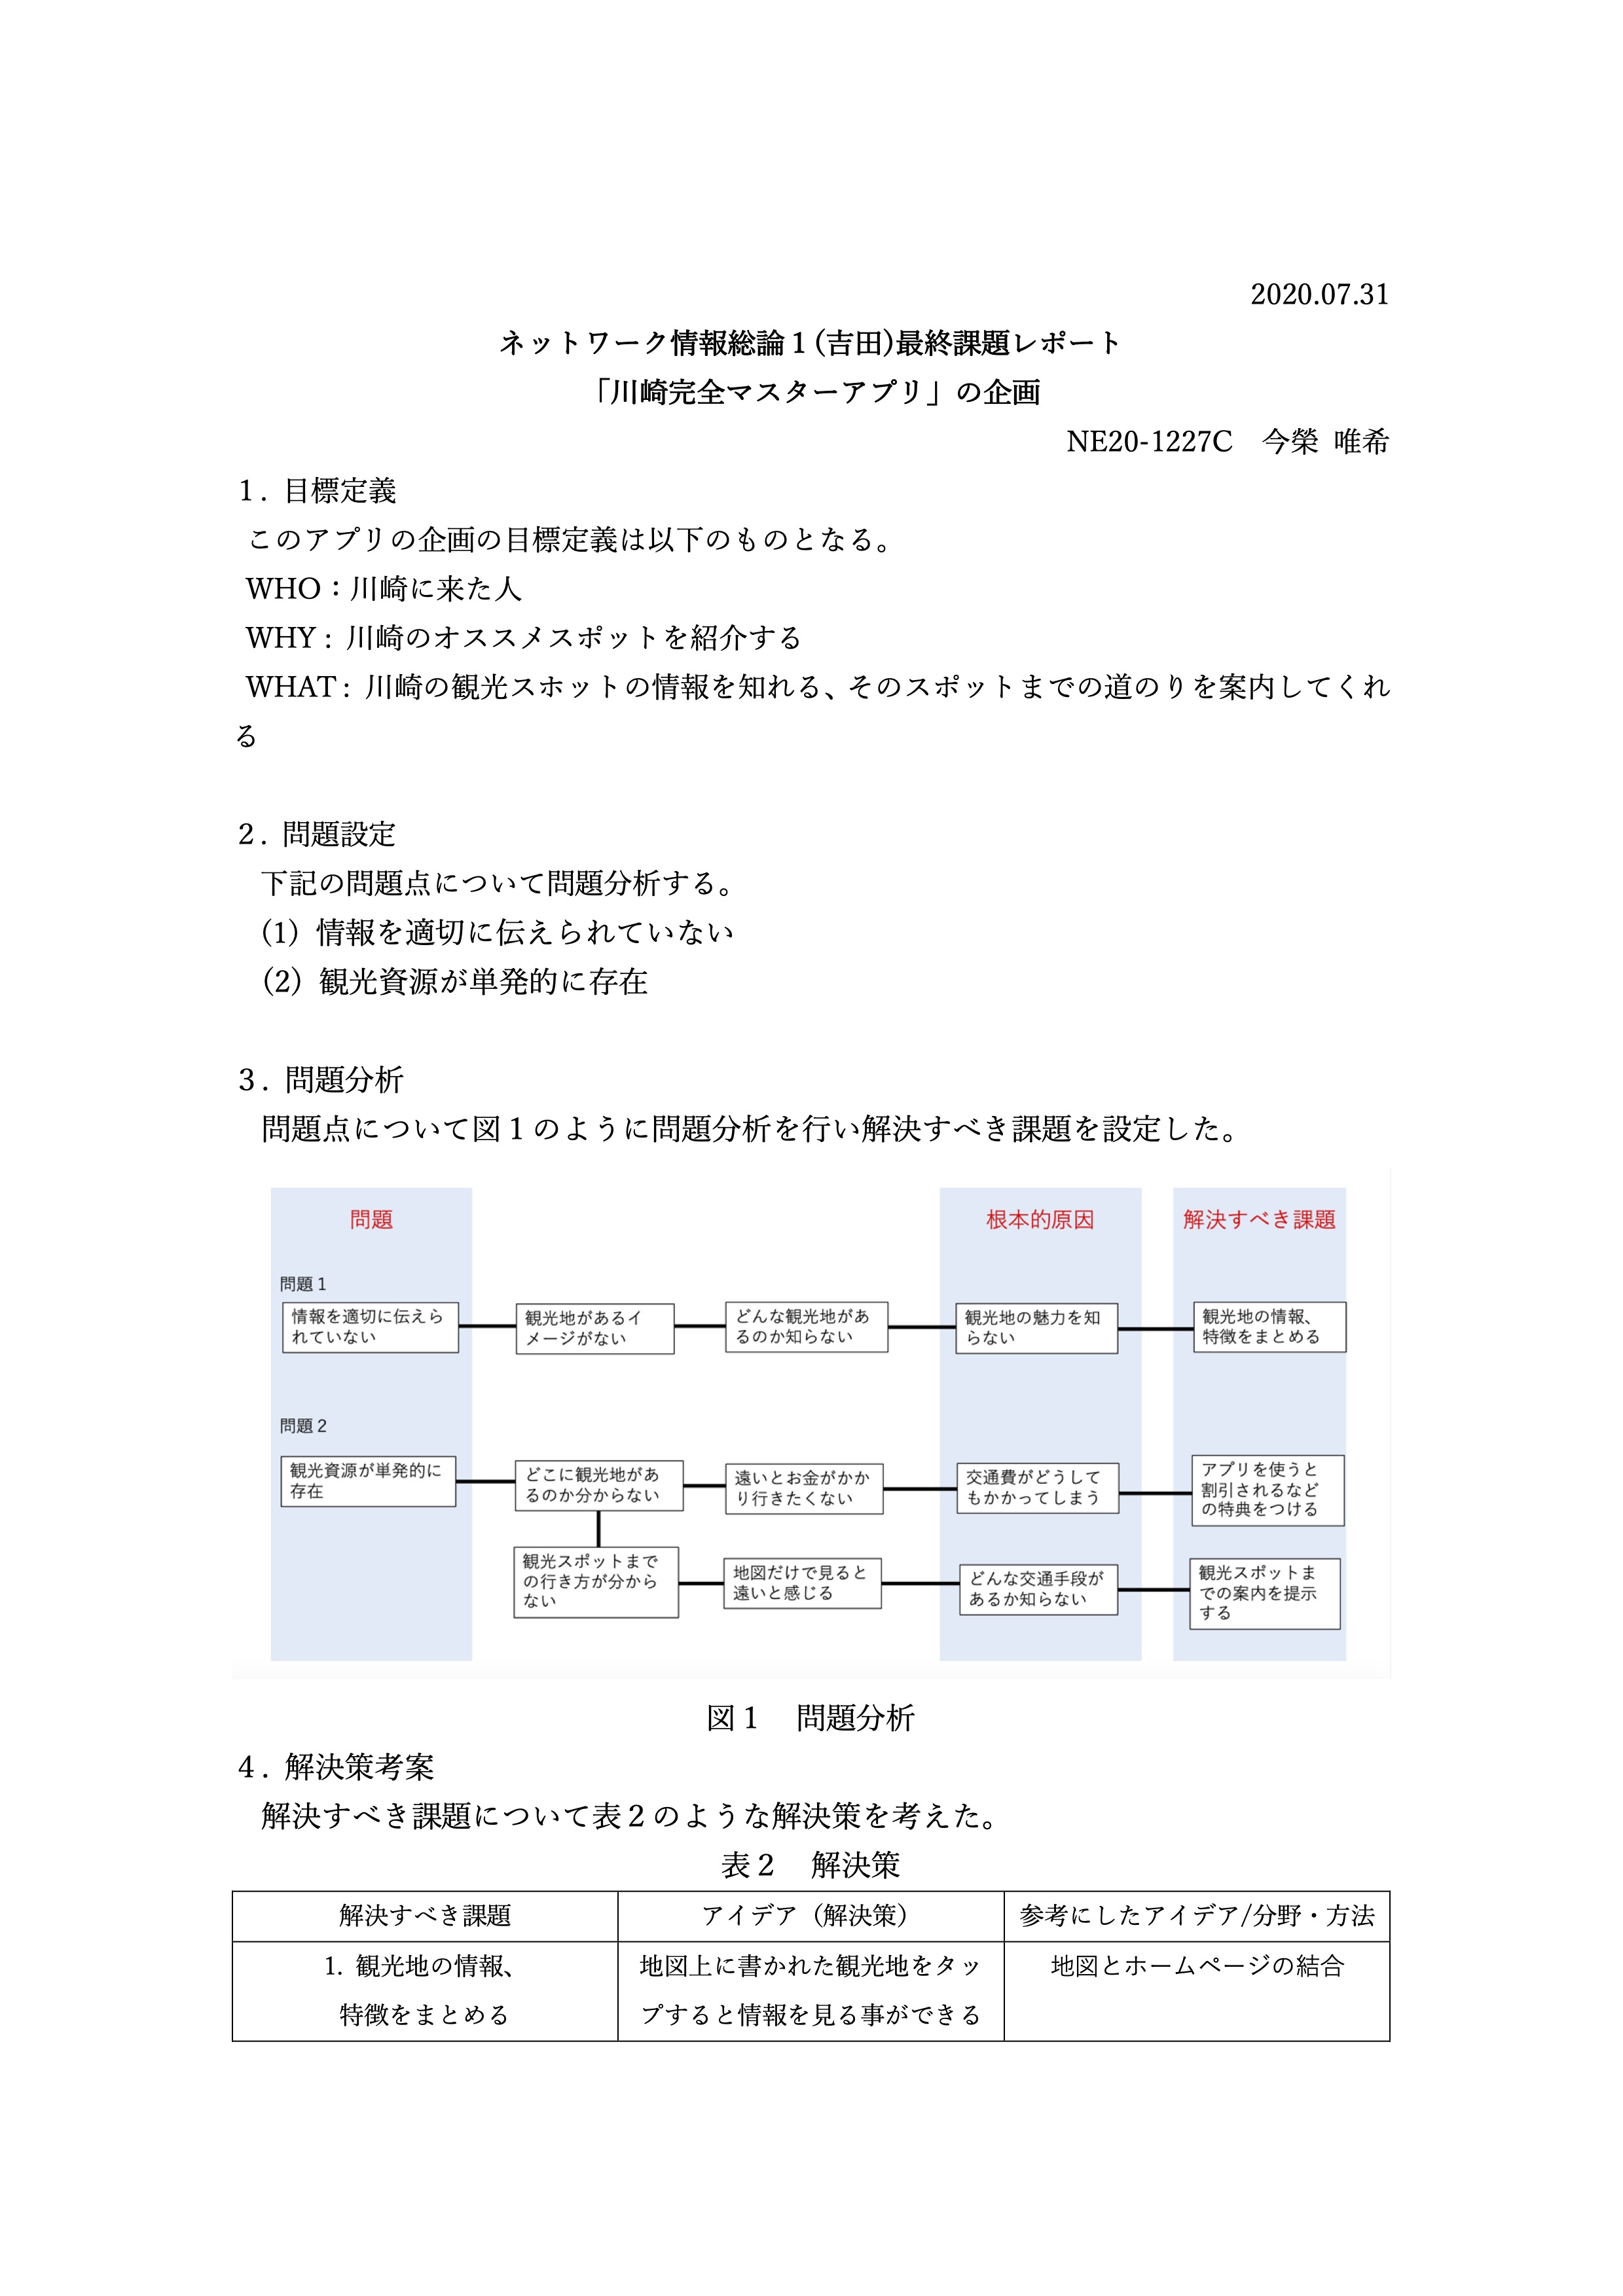 2020.07.31
ネットワーク情報総論１(吉田)最終課題レポート
「川崎完全マスターアプリ」の企画
NE20-1227C　今榮 唯希
１．目標定義
このアプリの企画の目標定義は以下のものとなる。
WHO：川崎に来た人
WHY：川崎のオススメスポットを紹介する
WHAT：川崎の観光スホットの情報を知れる、そのスポットまでの道のりを案内してくれ
る
２．問題設定
下記の問題点について問題分析する。
（1）情報を適切に伝えられていない
（2）観光資源が単発的に存在
３．問題分析
問題点について図１のように問題分析を行い解決すべき課題を設定した。
問題
根本的原因
解決すべき課題
問題１
情報を適切に伝えら
れていない
観光地があるイ
メージがない
どんな観光地があ
るのか知らない
観光地の魅力を知
らない
観光地の情報、
特徴をまとめる
問題２
観光資源が単発的に
存在
どこに観光地があ
るのか分からない
遠いとお金がかか
り行きたくない
交通費がどうして
もかかってしまう
アプリを使うと
割引されるなど
の特典をつける
観光スポットまで
の行き方が分から
ない
地図だけで見ると
遠いと感じる
どんな交通手段が
あるか知らない
観光スポットま
での案内を提示
する
図１　問題分析
４．解決策考案
解決すべき課題について表２のような解決策を考えた。
表２　解決策
解決すべき課題
アイデア（解決策）
参考にしたアイデア/分野・方法
1. 観光地の情報、
特徴をまとめる
地図上に書かれた観光地をタッ
プすると情報を見る事ができる
地図とホームページの結合